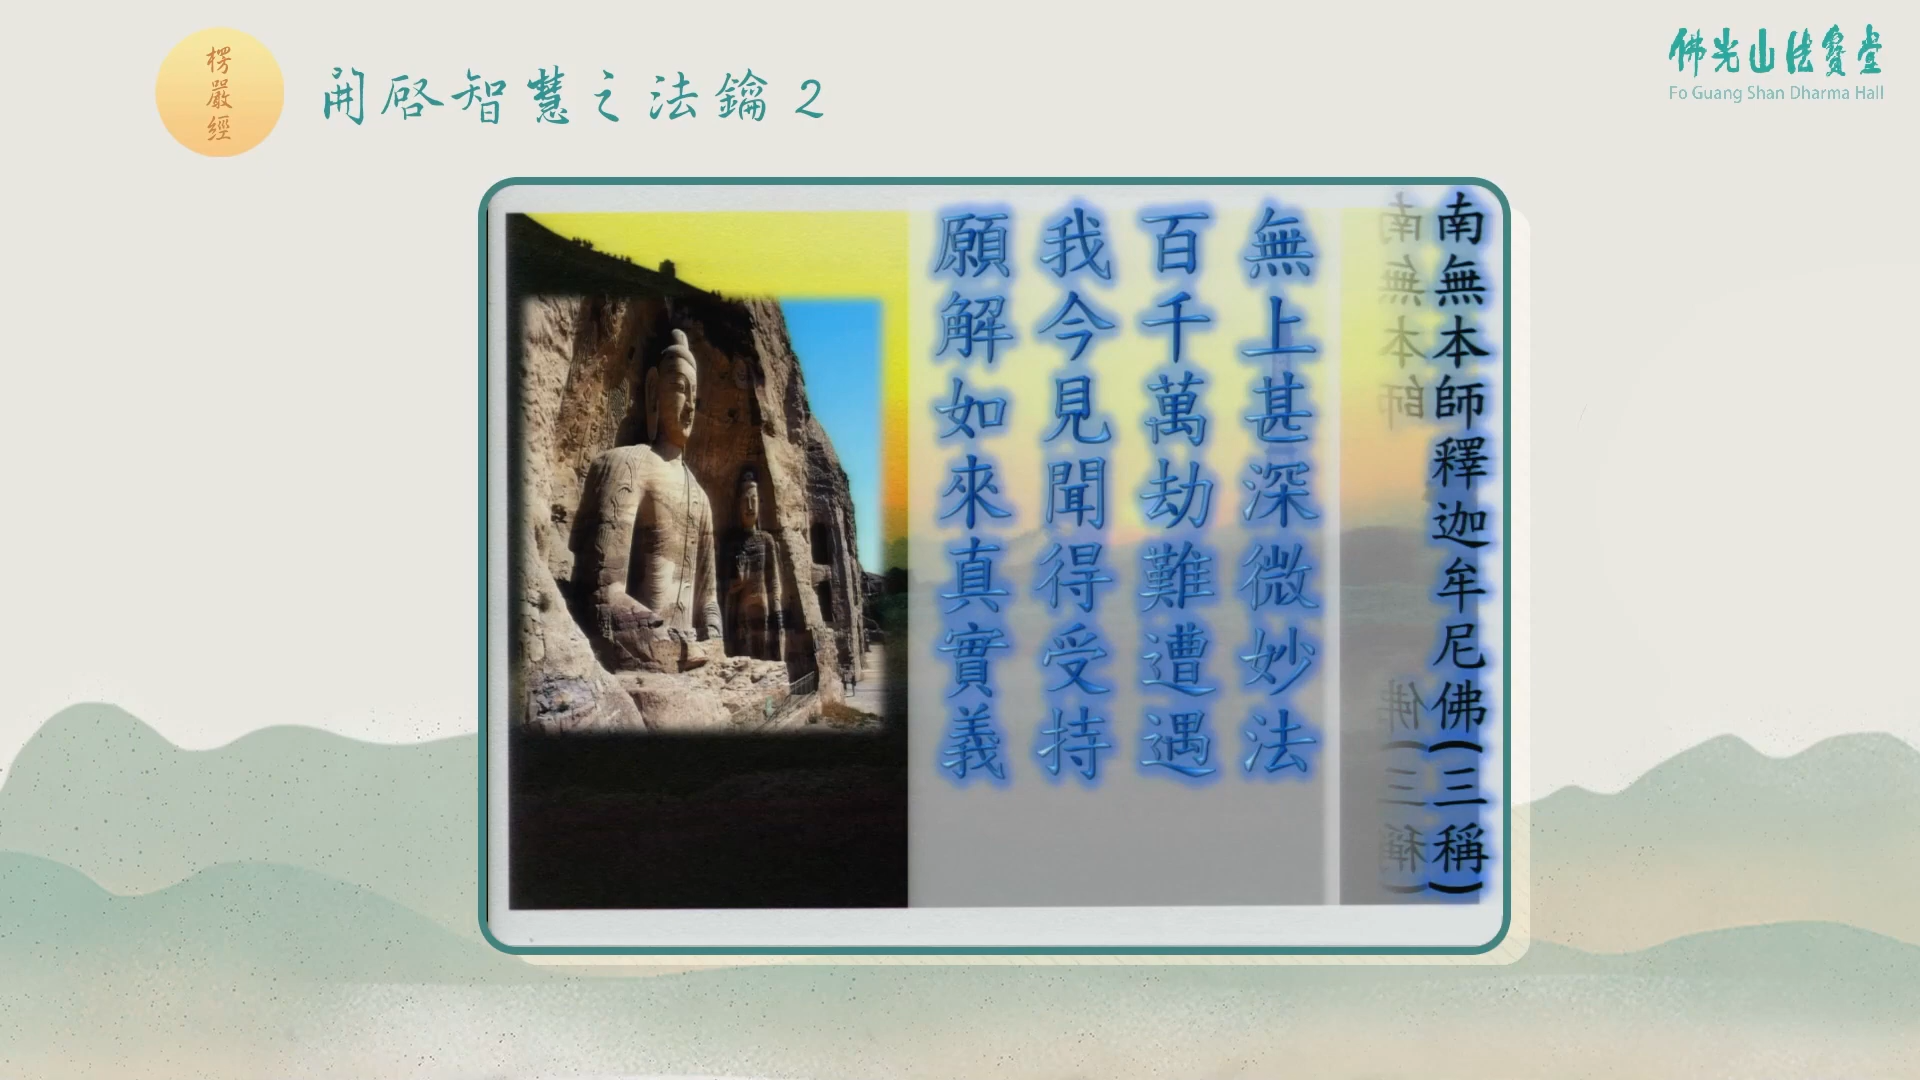 楞嚴經
開啓智慧之法鑰 2
佛光山法寶堂
Fo Guang Shan Dharma Hall
南無本師釋迦牟尼佛(三稱)
無上甚深微妙法
百千萬劫難遭遇
我今見聞得受持
願解如來真實義